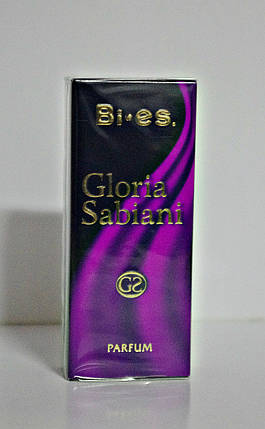 Bi·es.
Gloria
Sabiani
GS
PARFUM